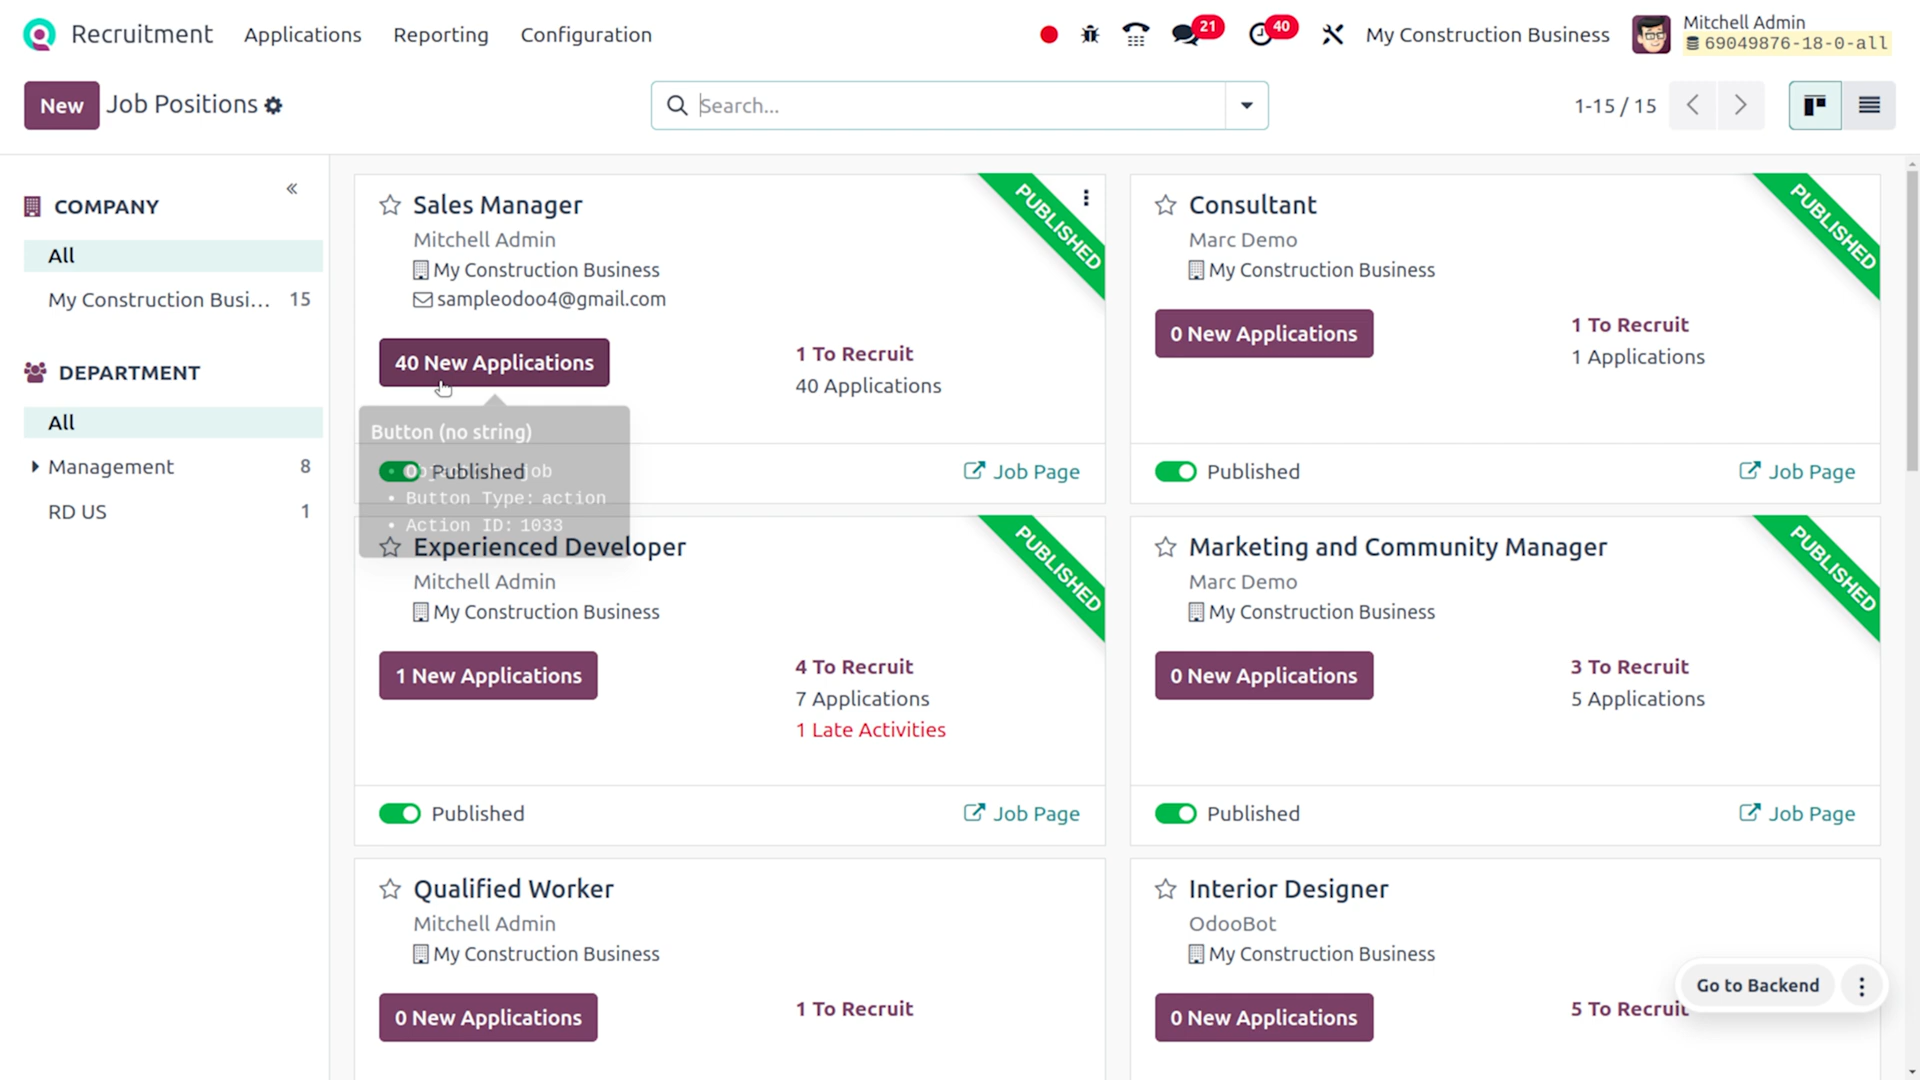 Recruitment Applications Reporting Configuration 21 40 My Construction Business Mitchell Admin
69049876-18-0-all
New Job Positions Search... 1-15 / 15
COMPANY
All
My Construction Busi... 15
DEPARTMENT
All
Management 8
RD US 1
Sales Manager
Mitchell Admin
My Construction Business
sampleodoo4@gmail.com
PUBLISHED
40 New Applications
1 To Recruit
40 Applications
Button (no string)
Published
job
Button Type: action
Action ID: 1033
Job Page
Consultant
Marc Demo
My Construction Business
PUBLISHED
0 New Applications
1 To Recruit
1 Applications
Published
Job Page
Experienced Developer
Mitchell Admin
My Construction Business
PUBLISHED
1 New Applications
4 To Recruit
7 Applications
1 Late Activities
Published
Job Page
Marketing and Community Manager
Marc Demo
My Construction Business
PUBLISHED
0 New Applications
3 To Recruit
5 Applications
Published
Job Page
Qualified Worker
Mitchell Admin
My Construction Business
0 New Applications
1 To Recruit
Interior Designer
OdooBot
My Construction Business
0 New Applications
5 To Recruit
Go to Backend